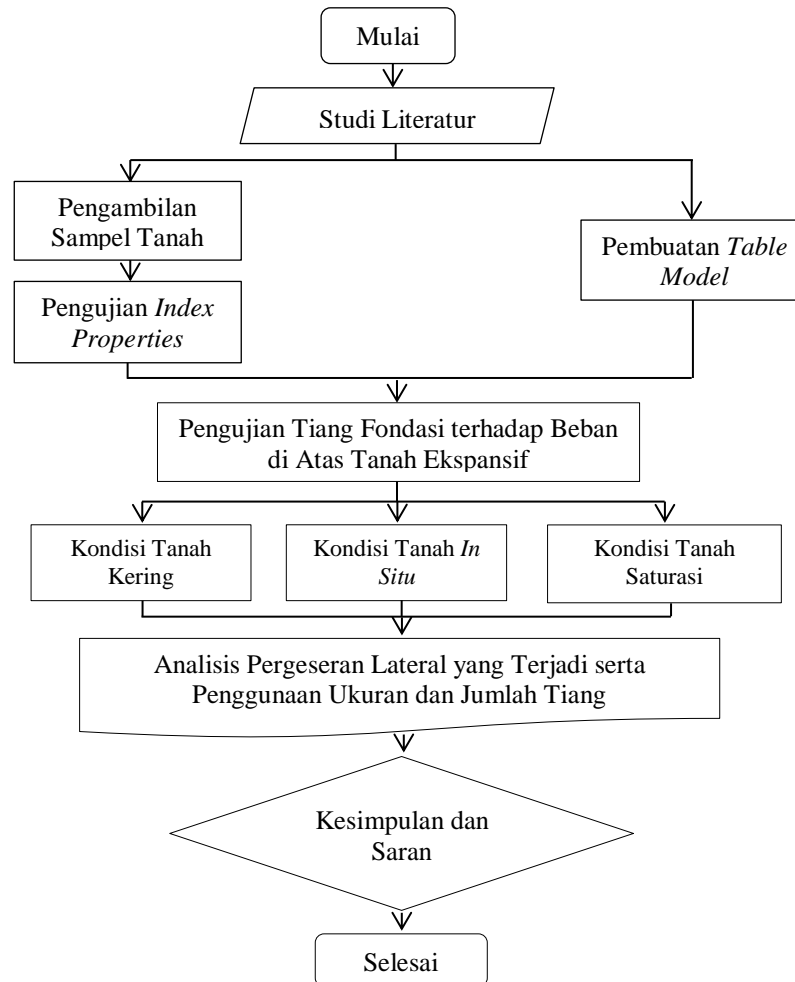 Mulai
Studi Literatur
Pengambilan
Sampel Tanah
Pengujian Index
Properties
Pembuatan Table
Model
Pengujian Tiang Fondasi terhadap Beban
di Atas Tanah Ekspansif
Kondisi Tanah
Kering
Kondisi Tanah In
Situ
Kondisi Tanah
Saturasi
Analisis Pergeseran Lateral yang Terjadi serta
Penggunaan Ukuran dan Jumlah Tiang
Kesimpulan dan
Saran
Selesai